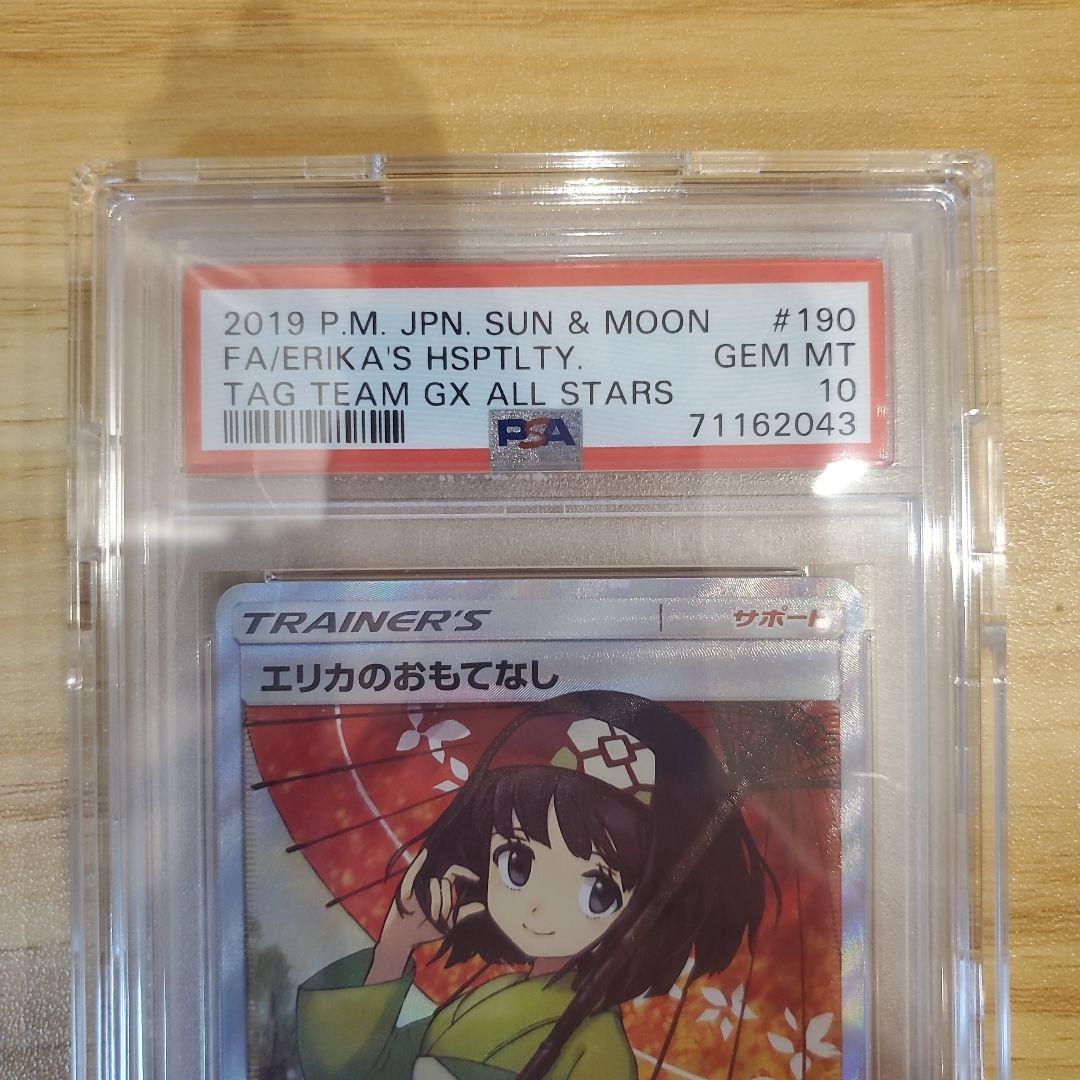 2019 P.M. JPN. SUN & MOON #190
FA/ERIKA'S HSPTLTY. GEM MT
TAG TEAM GX ALL STARS 10
PSA 71162043
TRAINER'S サポート
エリカのおもてなし